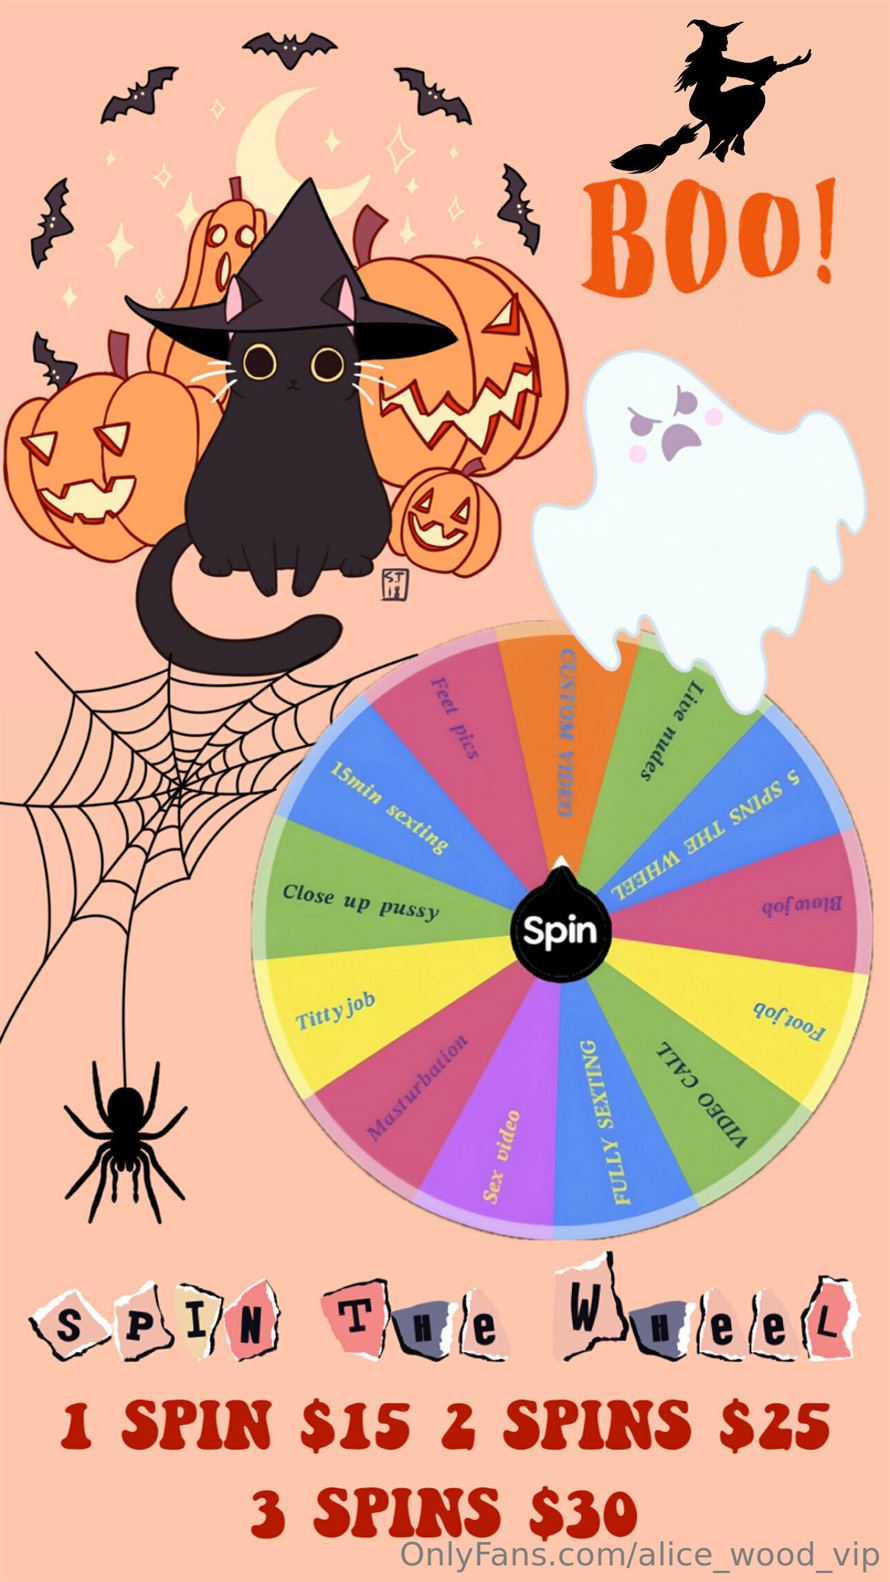 BOO!
S.T
18
CUSTOM VIDEO
Live nudes
5 SPINS THE WHEEL
Blowjob
Footjob
VIDEO CALL
FULLY SEXTING
Sex video
Masturbation
Titty job
Close up pussy
15min sexting
Feet pics
Spin
SPIN THe WHeeL
1 SPIN $15 2 SPINS $25
3 SPINS $30
OnlyFans.com/alice_wood_vip